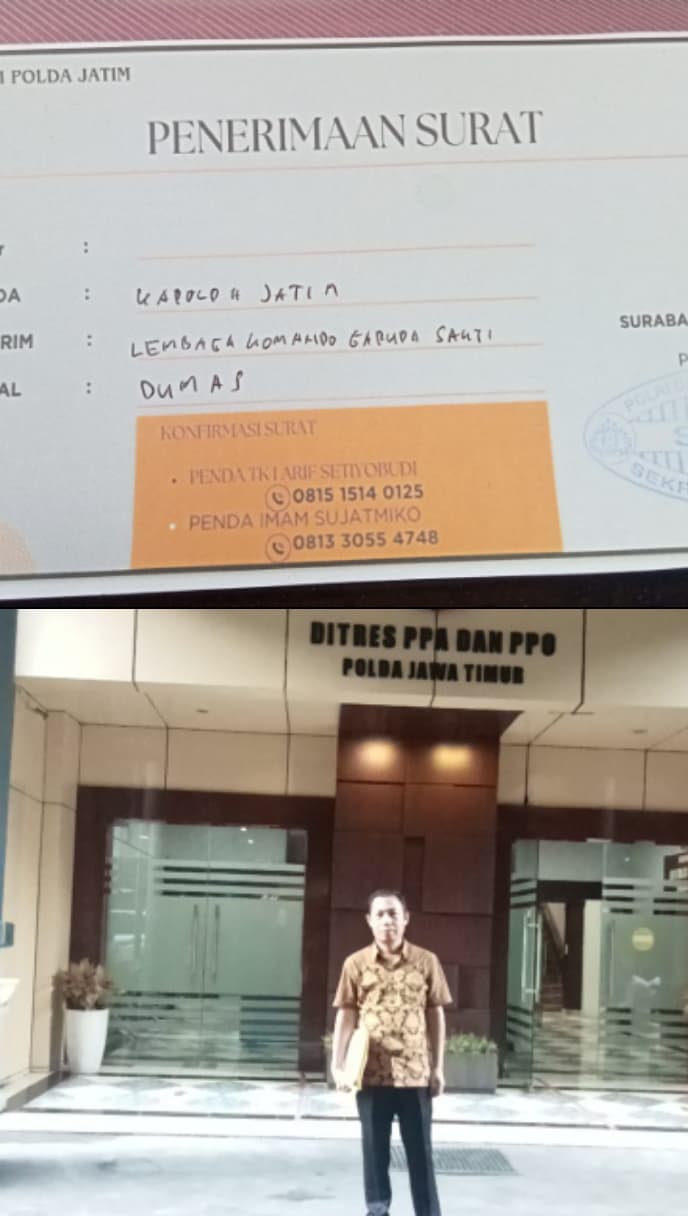 POLDA JATIM
PENERIMAAN SURAT
:
DA : KAPOLDA JATIM
RIM : LEMBAGA KOMANDO GARUDA SAKTI
AL : DUMAS
SURABA
P
KONFIRMASI SURAT
• PENDA TK I ARIF SETIYOBUDI
0815 1514 0125
• PENDA IMAM SUJATMIKO
0813 3055 4748
SEKR
DITRES PPA DAN PPO
POLDA JAWA TIMUR